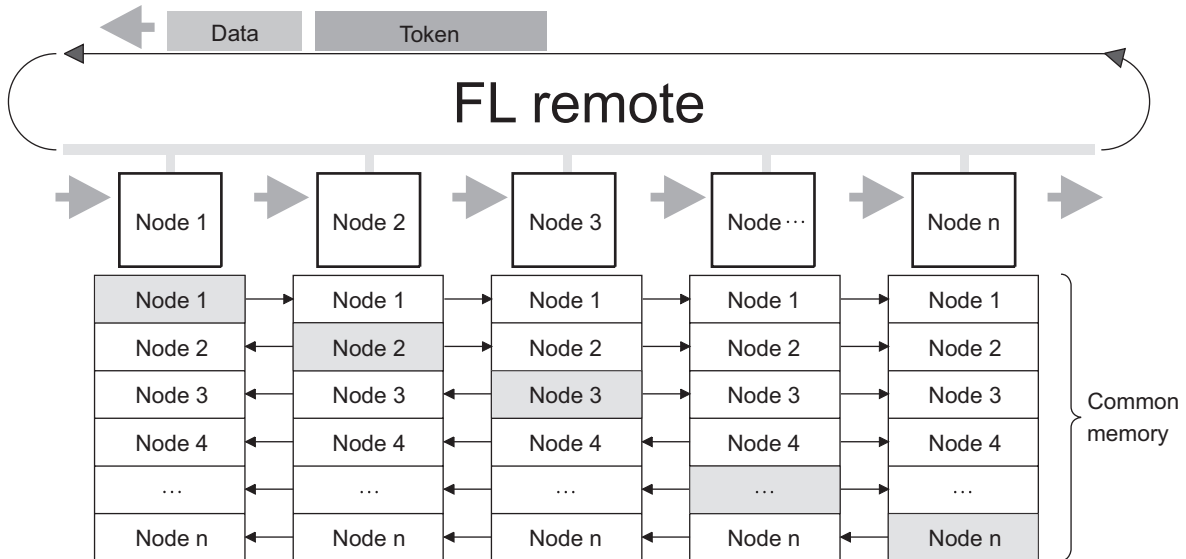 Data Token
FL remote
Node 1 Node 2 Node 3 Node ⋯ Node n
Node 1 Node 1 Node 1 Node 1 Node 1
Node 2 Node 2 Node 2 Node 2 Node 2
Node 3 Node 3 Node 3 Node 3 Node 3
Node 4 Node 4 Node 4 Node 4 Node 4
⋯ ⋯ ⋯ ⋯ ⋯
Node n Node n Node n Node n Node n
Common
memory